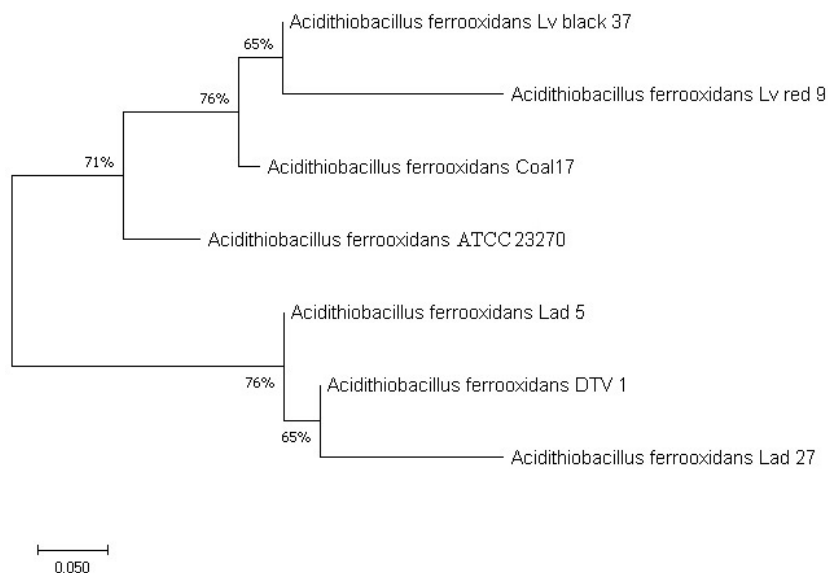 Acidithiobacillus ferrooxidans Lv black 37
65%
Acidithiobacillus ferrooxidans Lv red 9
76%
71%
Acidithiobacillus ferrooxidans Coal17
Acidithiobacillus ferrooxidans ATCC 23270
Acidithiobacillus ferrooxidans Lad 5
76%
Acidithiobacillus ferrooxidans DTV 1
65%
Acidithiobacillus ferrooxidans Lad 27
0.050